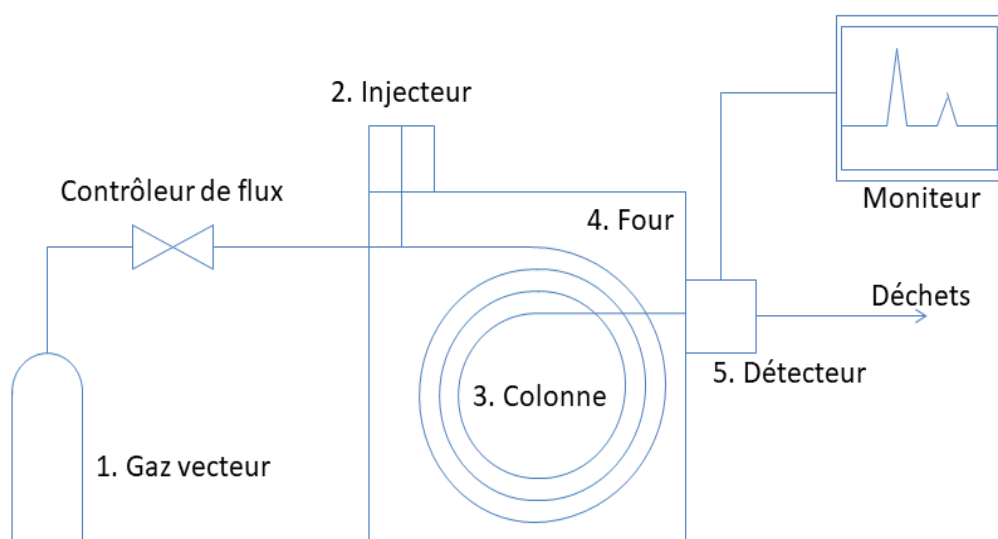 2. Injecteur
Contrôleur de flux
4. Four
Moniteur
Déchets
5. Détecteur
3. Colonne
1. Gaz vecteur